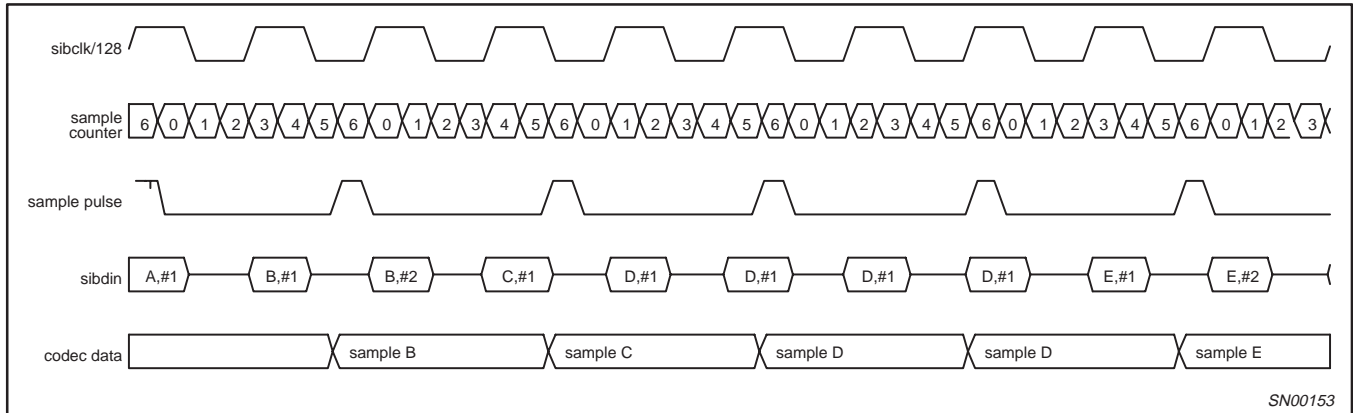 sibclk/128
sample
counter
6 0 1 2 3 4 5 6 0 1 2 3 4 5 6 0 1 2 3 4 5 6 0 1 2 3 4 5 6 0 1 2 3 4 5 6 0 1 2 3
sample pulse
sibdin A,#1 B,#1 B,#2 C,#1 D,#1 D,#1 D,#1 D,#1 E,#1 E,#2
codec data sample B sample C sample D sample D sample E
SN00153